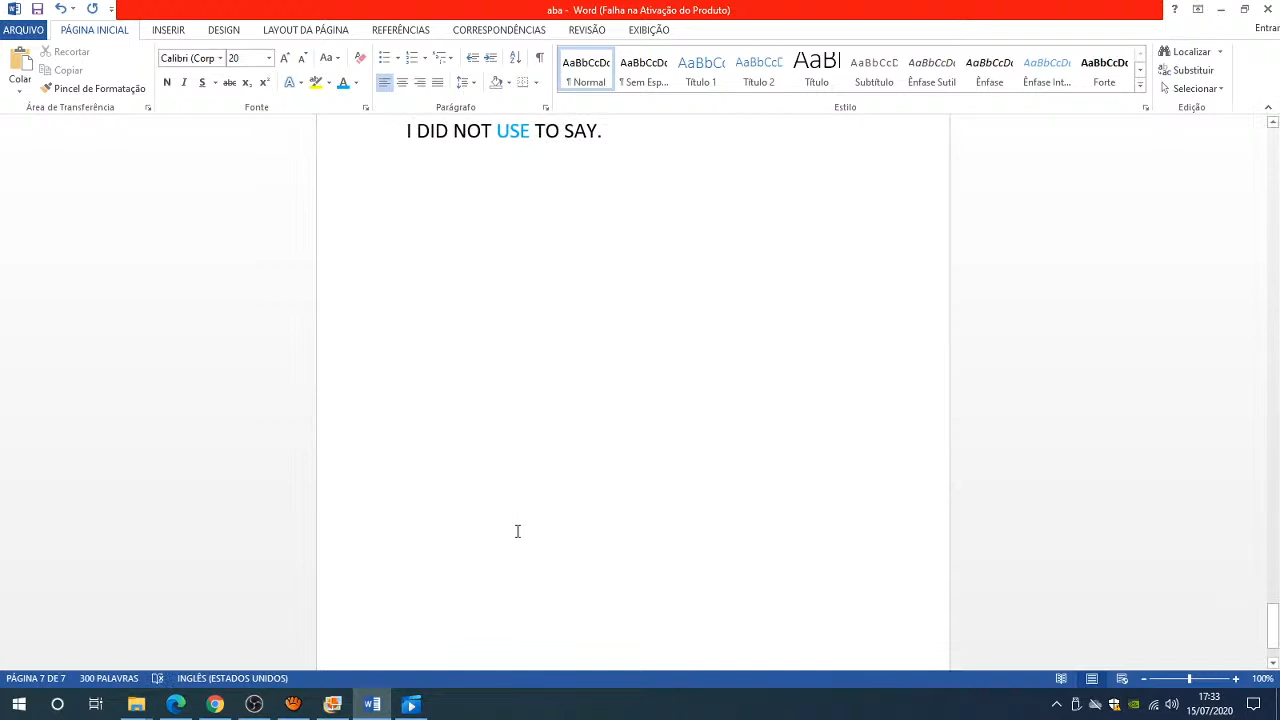 aba - Word (Falha na Ativação do Produto)
Entrar
ARQUIVO PÁGINA INICIAL INSERIR DESIGN LAYOUT DA PÁGINA REFERÊNCIAS CORRESPONDÊNCIAS REVISÃO EXIBIÇÃO
Colar
Recortar
Copiar
Pincel de Formatação
Área de Transferência
Calibri (Corp 20
Fonte
Parágrafo
AaBbCcDc AaBbCcDc AaBbCc AaBbCcC AaBl AaBbCcD AaBbCcDt AaBbCcDt AaBbCcDt AaBbCcDc
¶ Normal ¶ Sem Esp... Título 1 Título 2 Título Subtítulo Ênfase Sutil Ênfase Ênfase Int... Forte
Estilo
Localizar
Substituir
Selecionar
Edição
I DID NOT USE TO SAY.
PÁGINA 7 DE 7 300 PALAVRAS INGLÊS (ESTADOS UNIDOS) 100%
17:33
15/07/2020